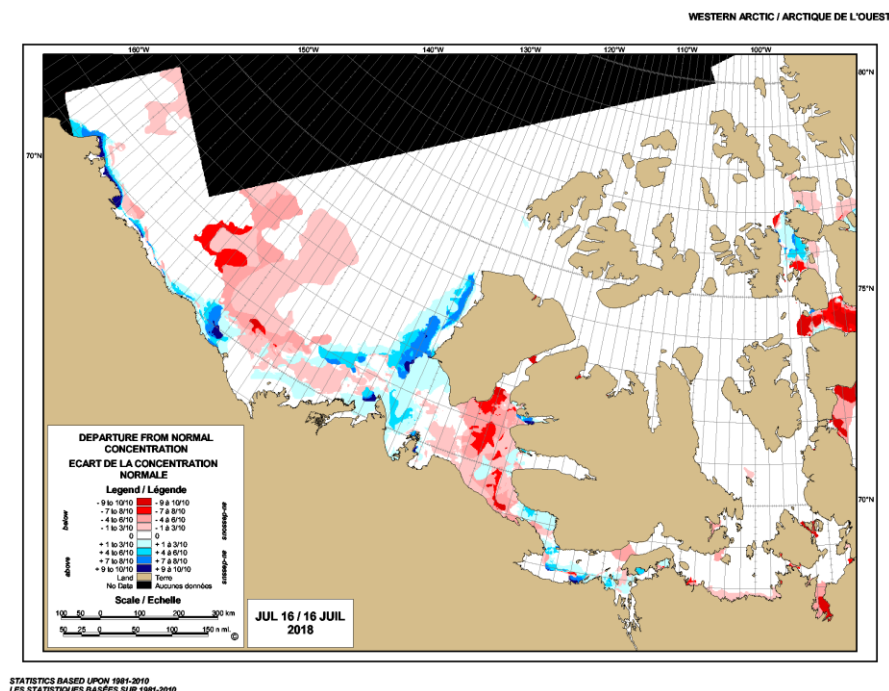 WESTERN ARCTIC / ARCTIQUE DE L'OUEST
160°W 150°W 140°W 130°W 120°W 110°W 100°W 80°N
70°N
75°N
70°N
DEPARTURE FROM NORMAL
CONCENTRATION
ECART DE LA CONCENTRATION
NORMALE
Legend / Légende
- 9 to 10/10 - 9 à 10/10
- 7 to 8/10 - 7 à 8/10
- 4 to 6/10 - 4 à 6/10
- 1 to 3/10 - 1 à 3/10
0 0
+ 1 to 3/10 + 1 à 3/10
+ 4 to 6/10 + 4 à 6/10
+ 7 to 8/10 + 7 à 8/10
+ 9 to 10/10 + 9 à 10/10
Land Terre
No Data Aucunes données
below
above
au-dessous
au-dessus
Scale / Echelle
100 50 0 100 200 300 km
50 25 0 50 100 150 n mi.
©
JUL 16 / 16 JUIL
2018
STATISTICS BASED UPON 1981-2010
LES STATISTIQUES BASÉES SUR 1981-2010